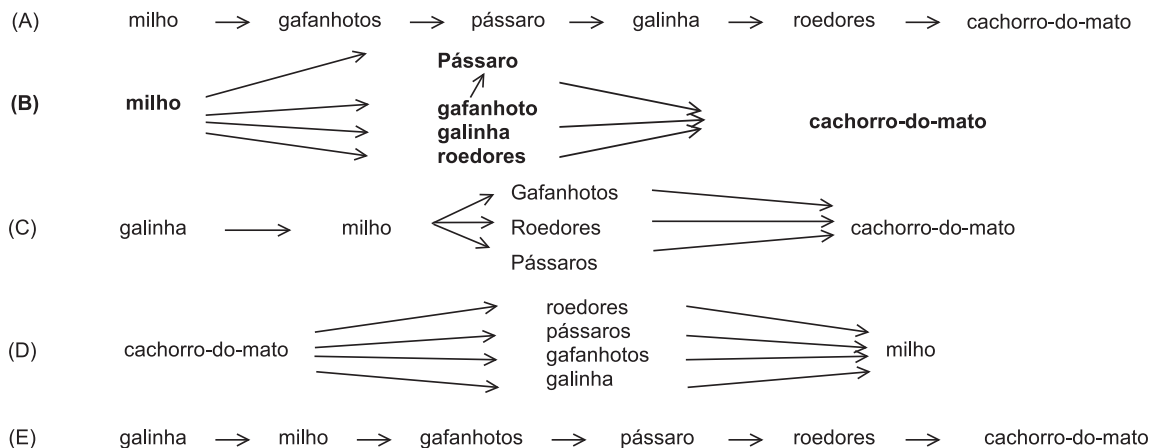 (A) milho gafanhotos pássaro galinha roedores cachorro-do-mato
Pássaro
(B) milho gafanhoto cachorro-do-mato
galinha
roedores
Gafanhotos
(C) galinha milho Roedores cachorro-do-mato
Pássaros
roedores
pássaros
(D) cachorro-do-mato gafanhotos milho
galinha
(E) galinha milho gafanhotos pássaro roedores cachorro-do-mato